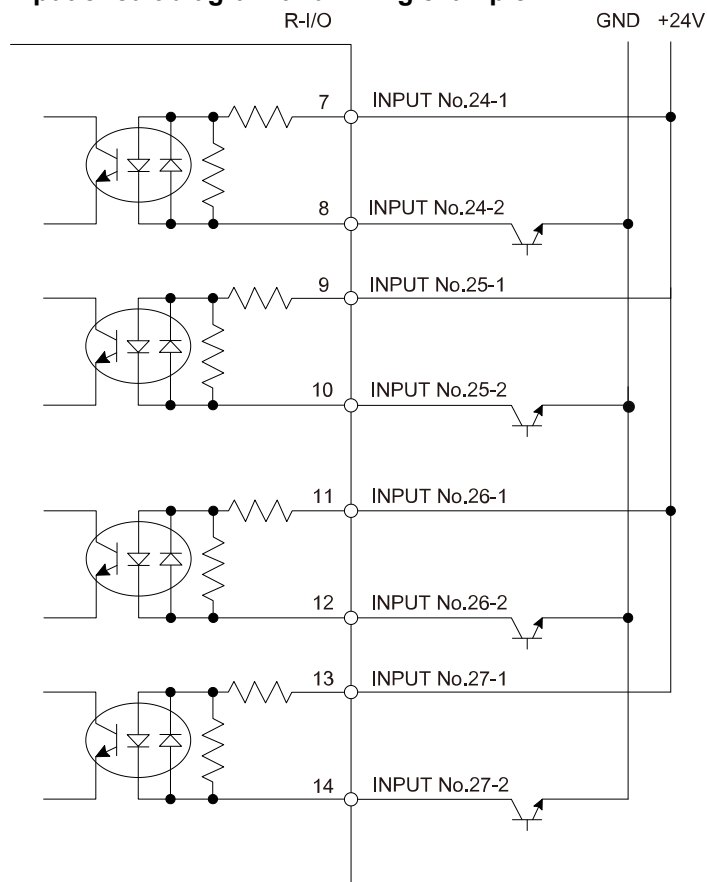 R-I/O GND +24V
7 INPUT No.24-1
8 INPUT No.24-2
9 INPUT No.25-1
10 INPUT No.25-2
11 INPUT No.26-1
12 INPUT No.26-2
13 INPUT No.27-1
14 INPUT No.27-2